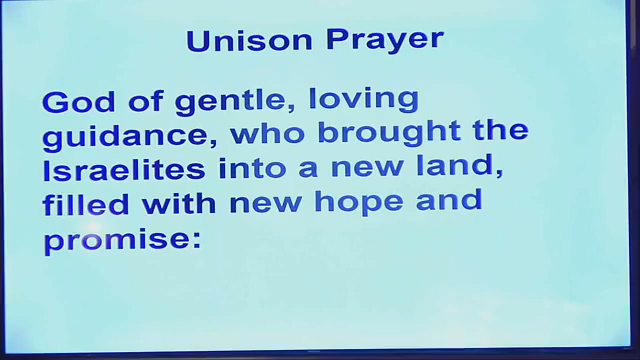 Unison Prayer
God of gentle, loving
guidance, who brought the
Israelites into a new land,
filled with new hope and
promise: